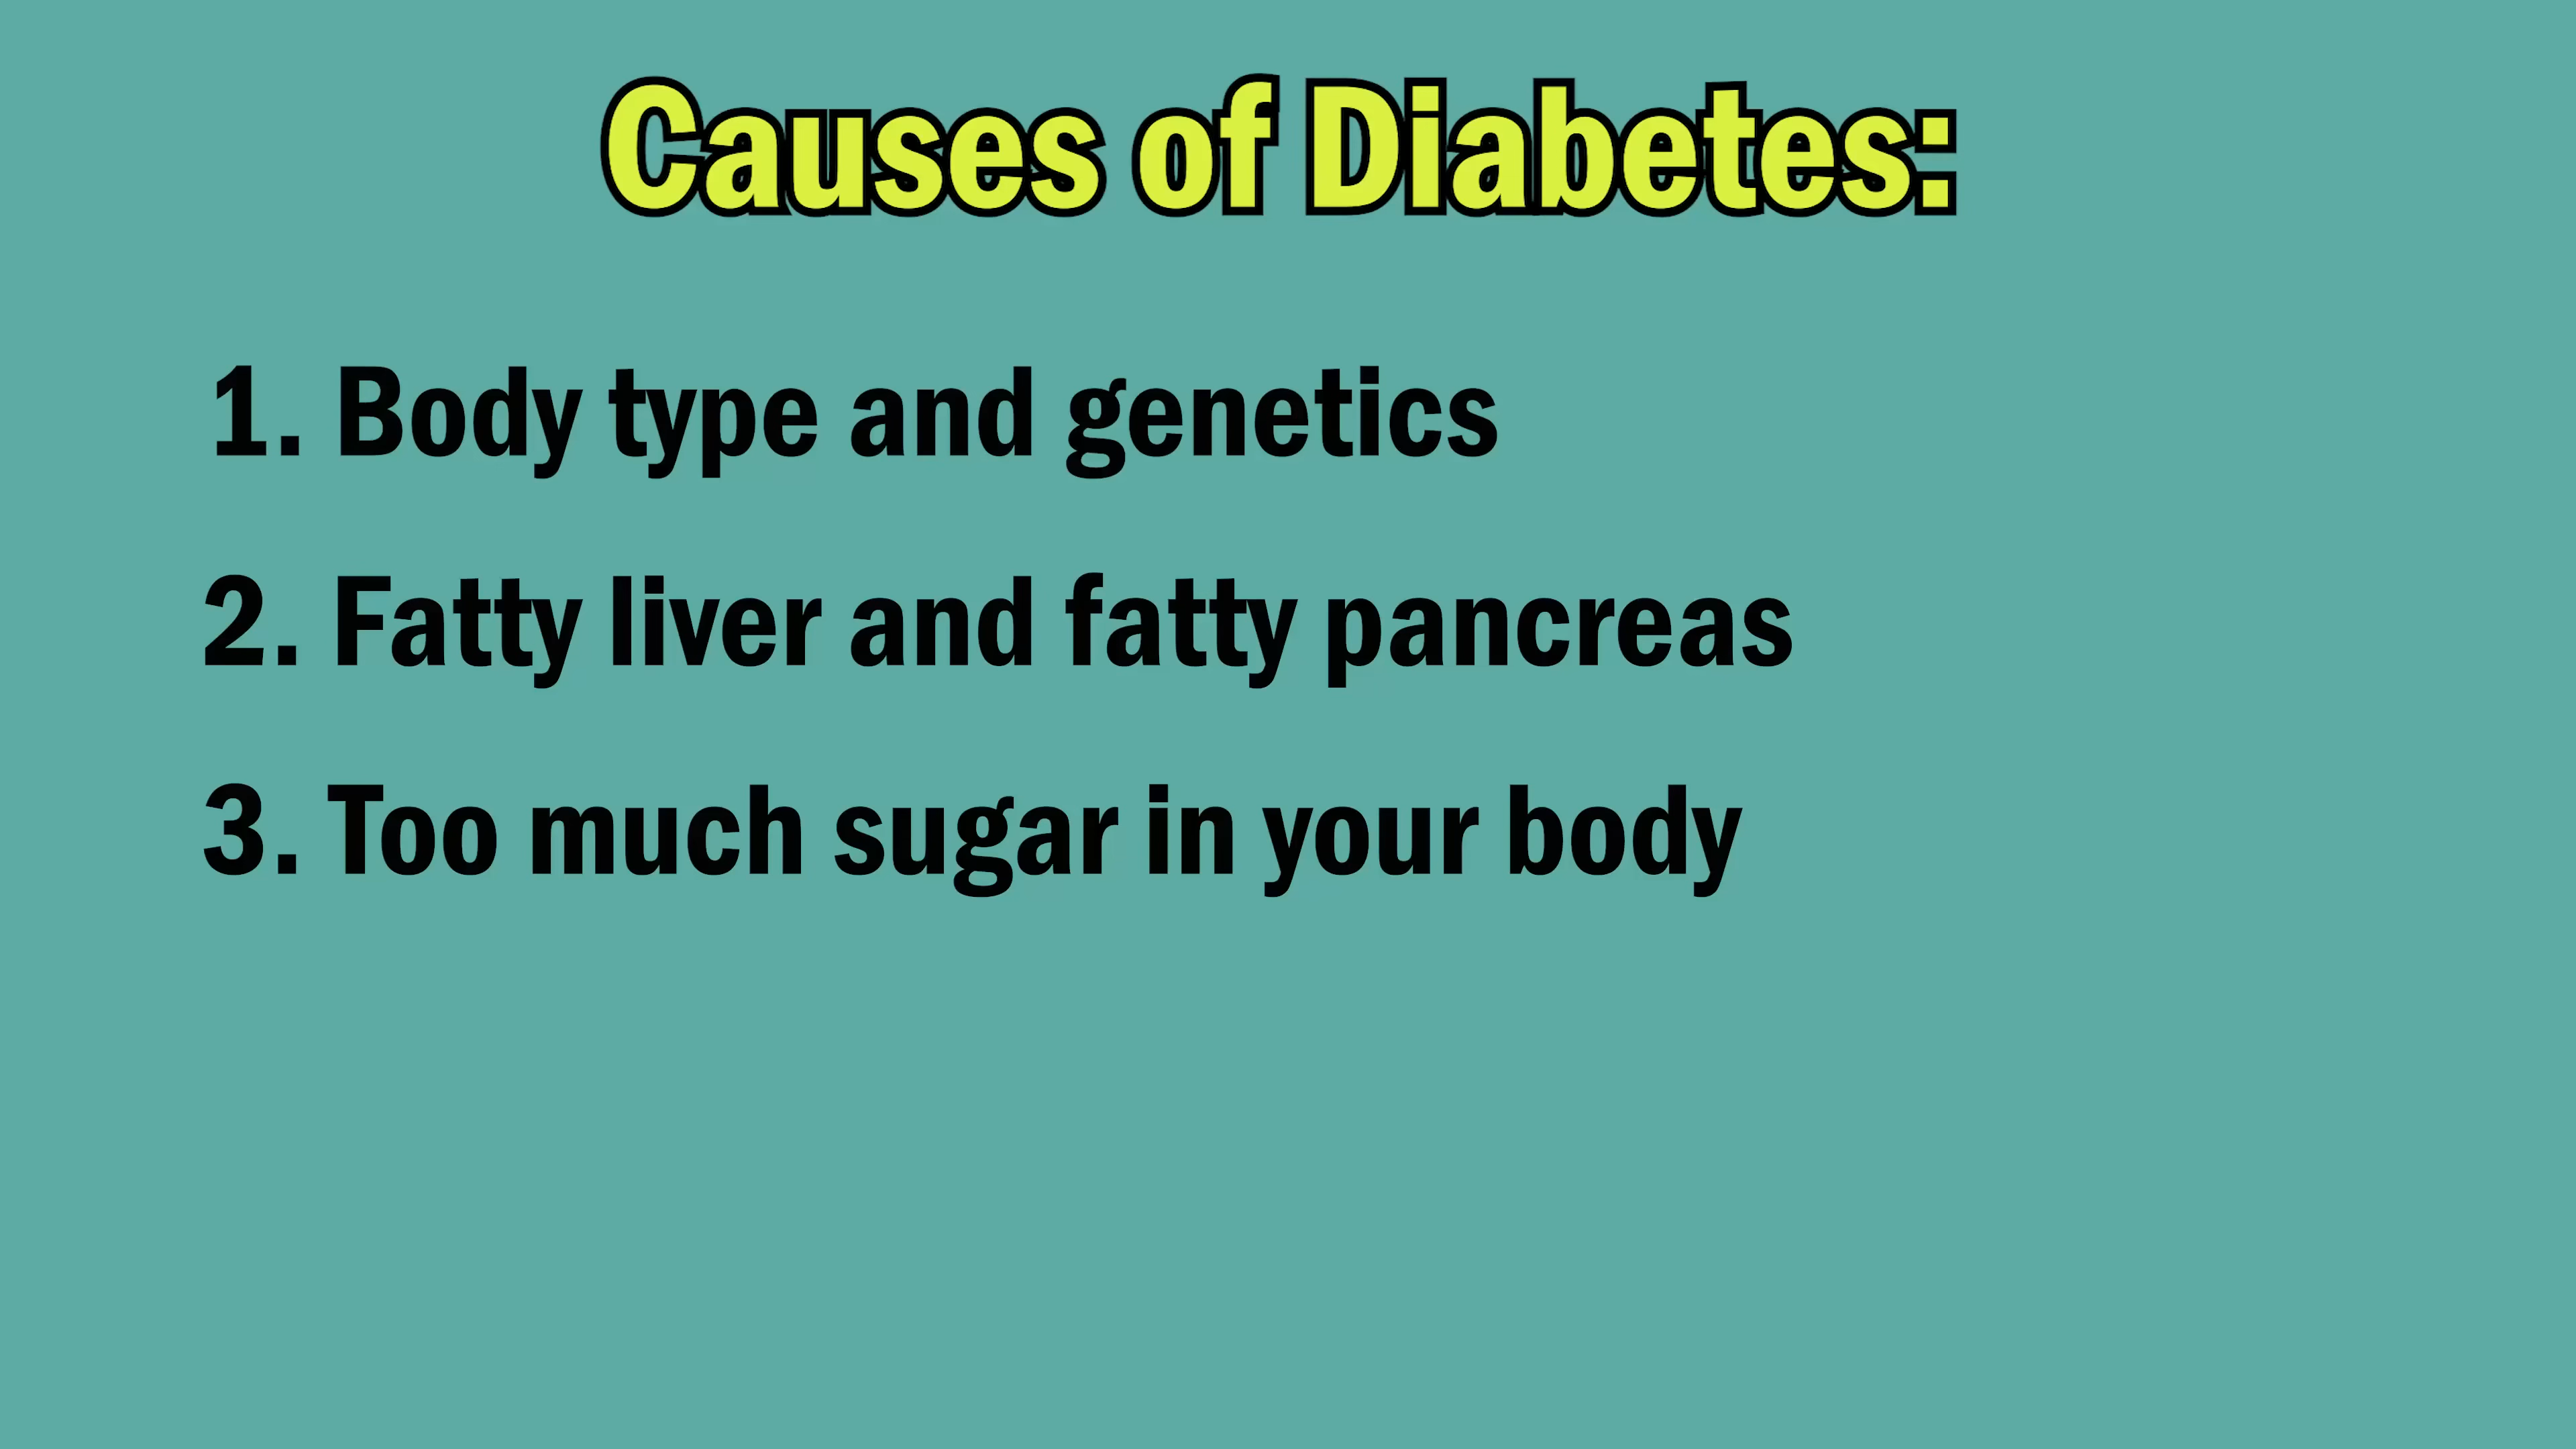 Causes of Diabetes:
1. Body type and genetics
2. Fatty liver and fatty pancreas
3. Too much sugar in your body